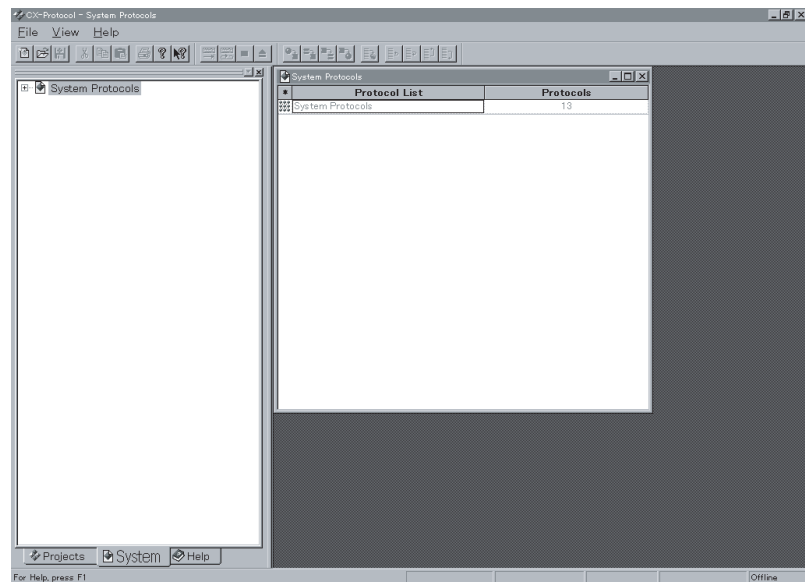 CX-Protocol - System Protocols
File View Help
System Protocols
System Protocols
* Protocol List Protocols
System Protocols 13
Projects System Help
For Help, press F1 Offline